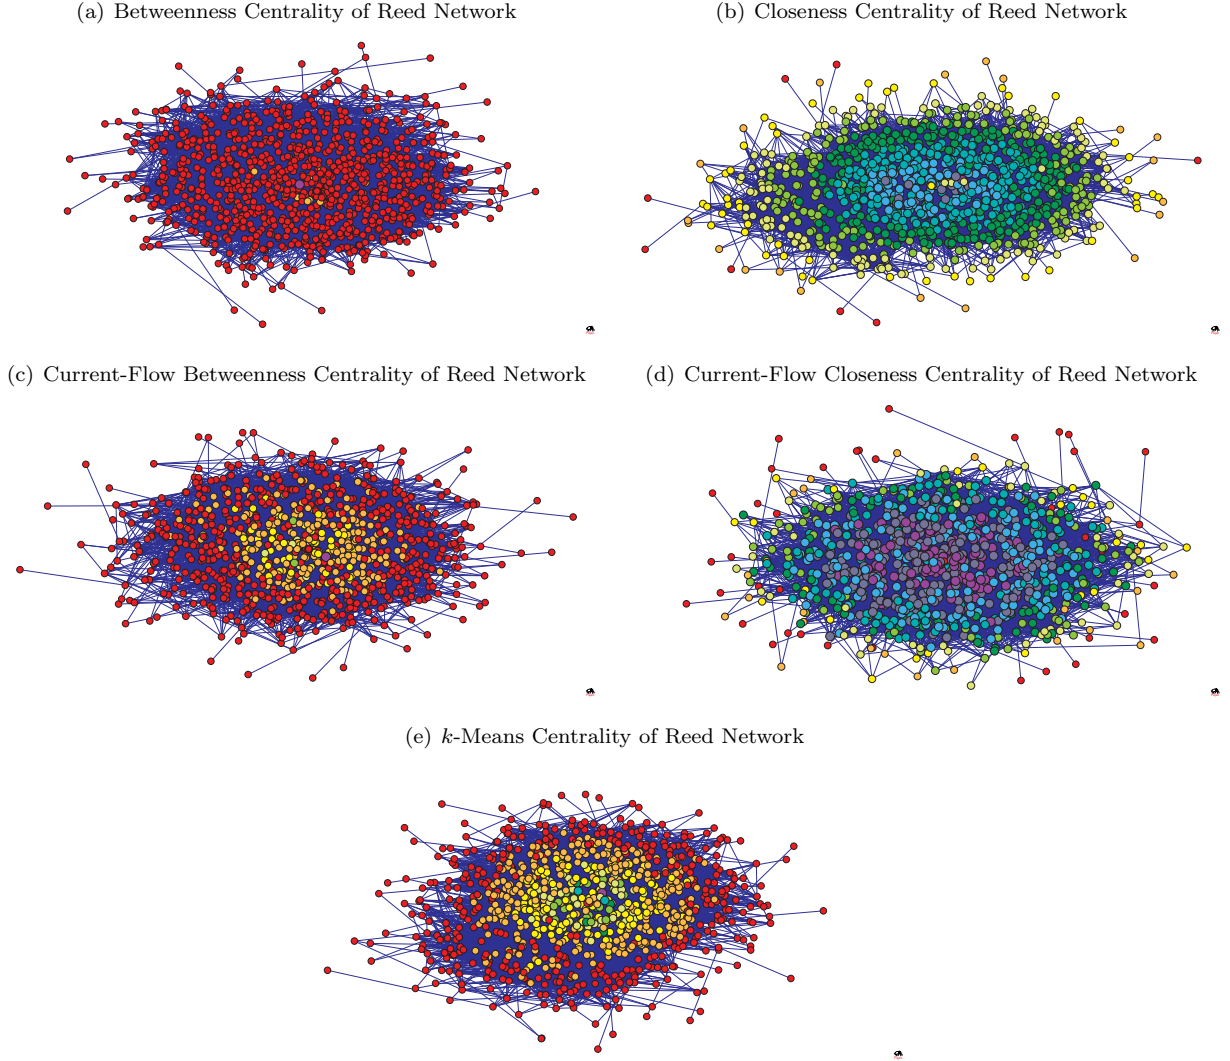 (a) Betweenness Centrality of Reed Network
(b) Closeness Centrality of Reed Network
(c) Current-Flow Betweenness Centrality of Reed Network
(d) Current-Flow Closeness Centrality of Reed Network
(e) k-Means Centrality of Reed Network